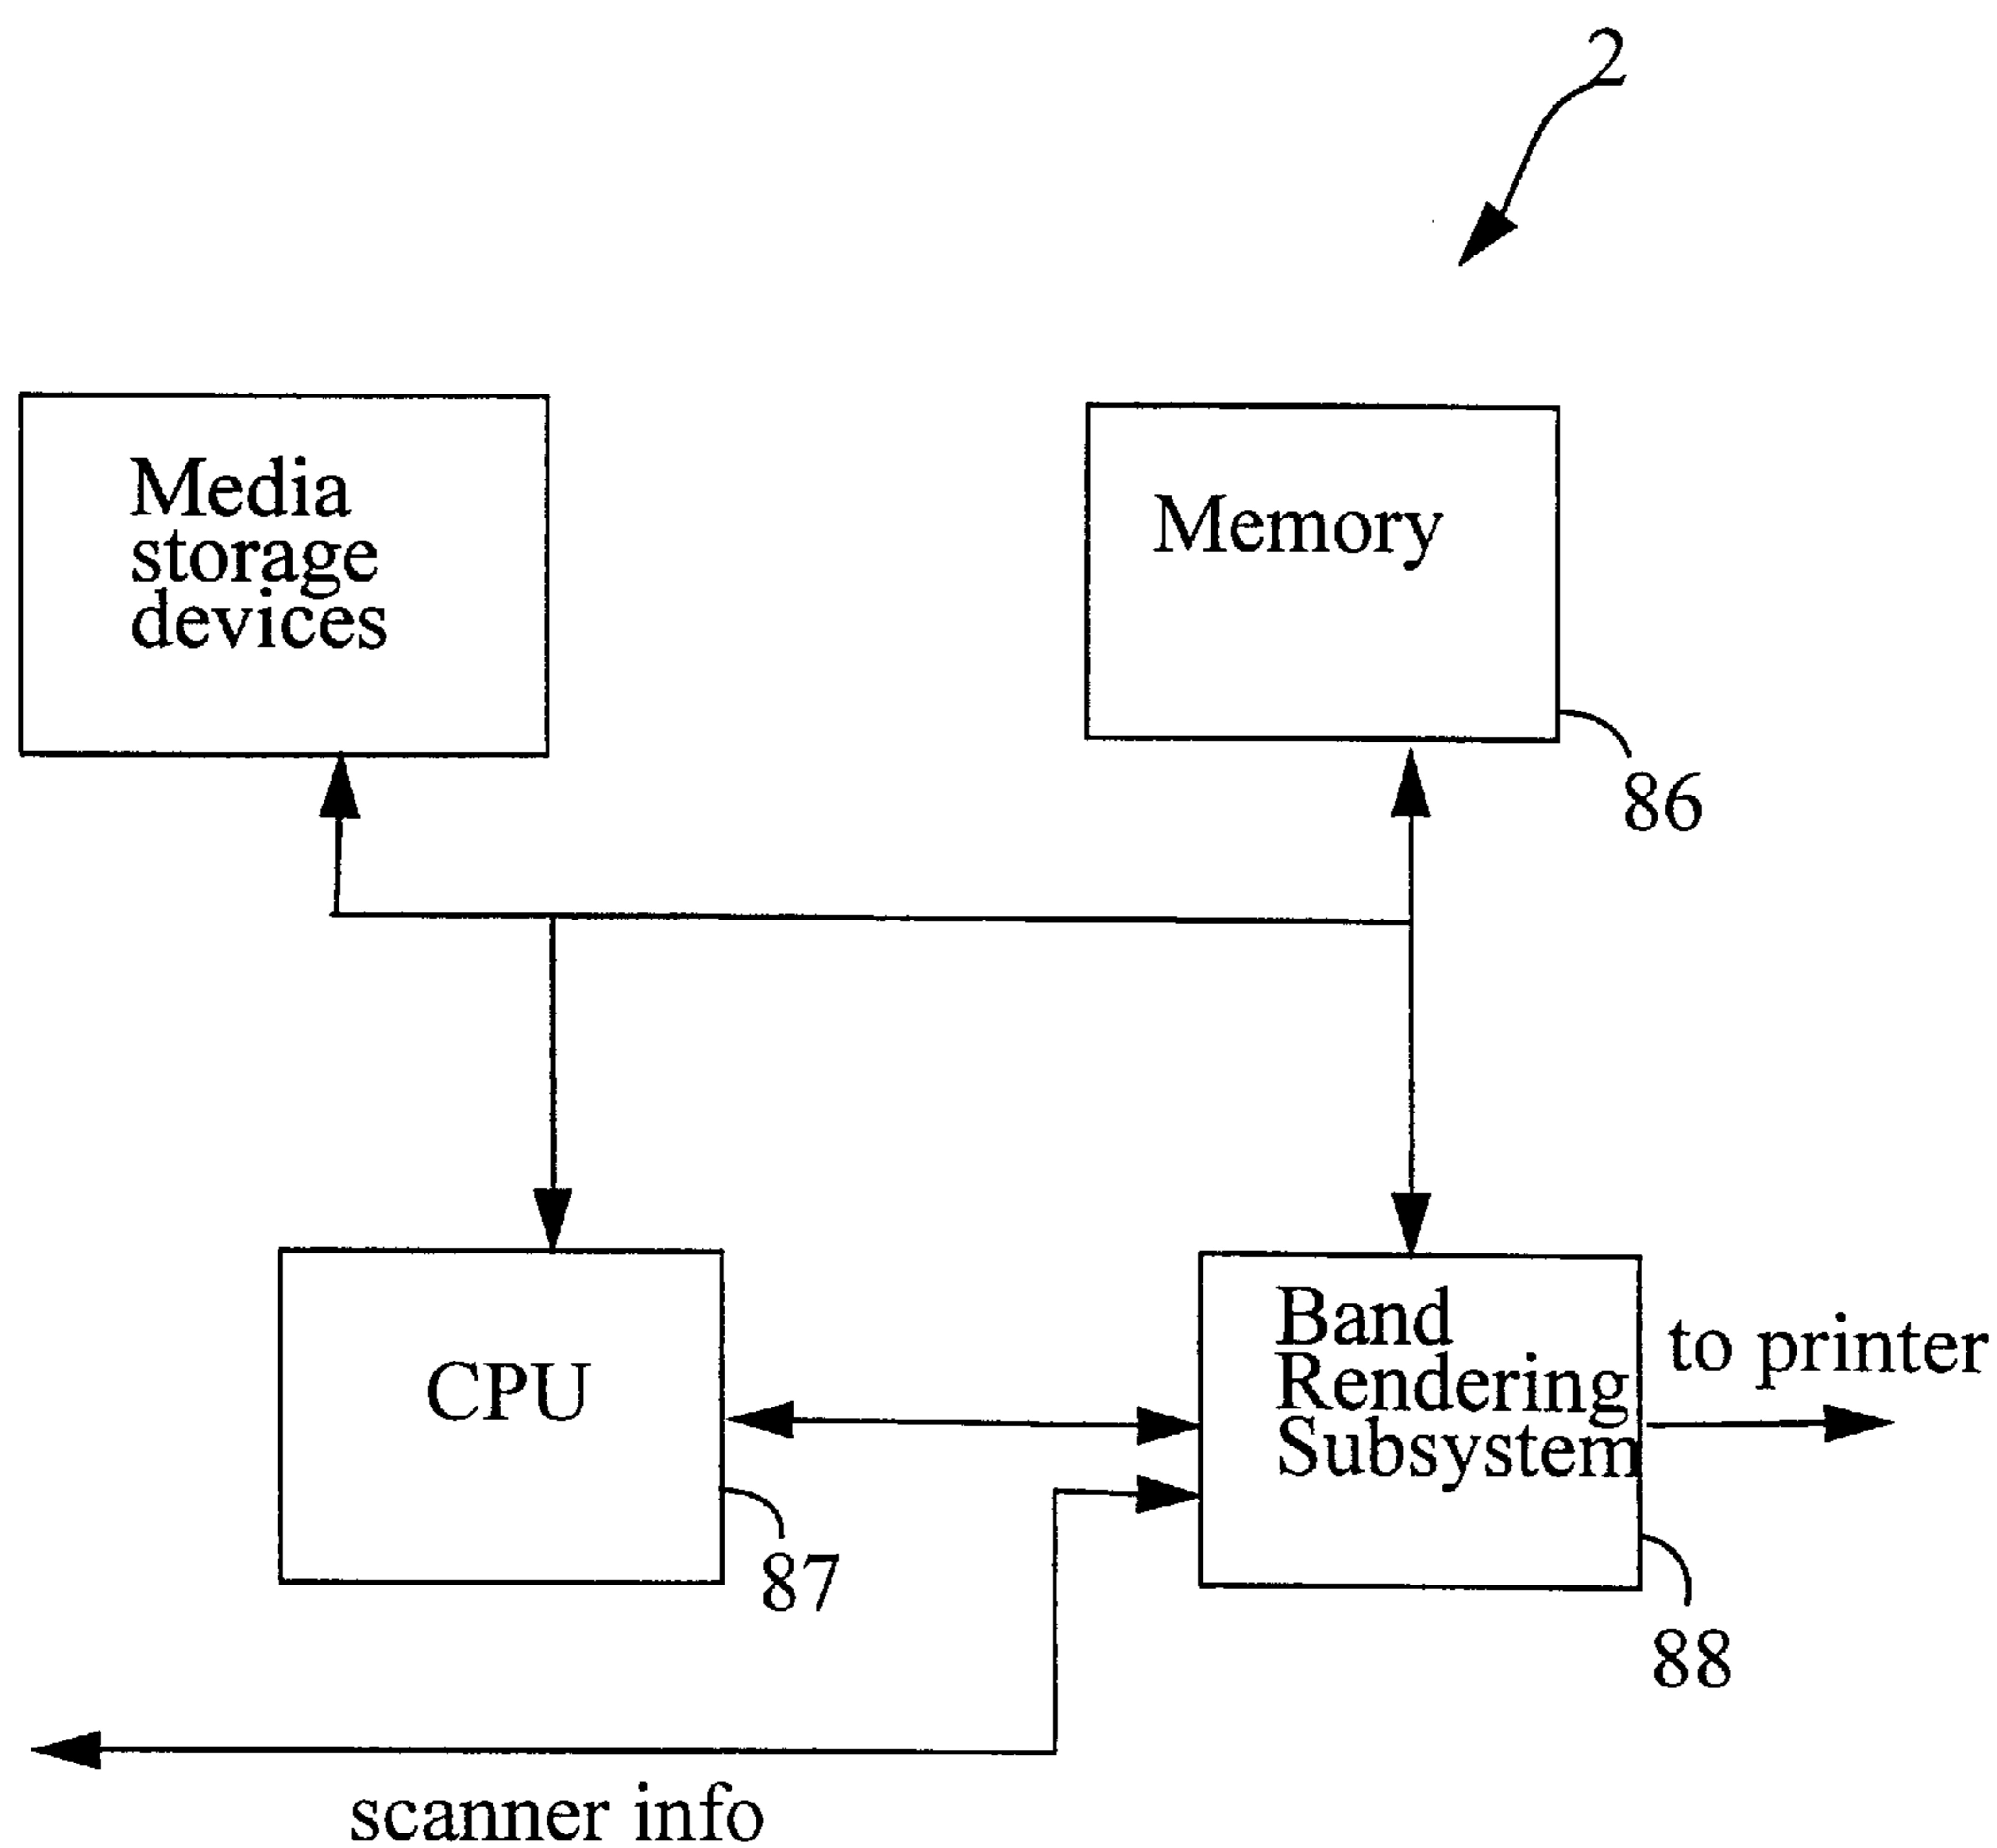 2
Media
storage
devices
Memory
86
CPU
87
Band
Rendering
Subsystem
to printer
88
scanner info